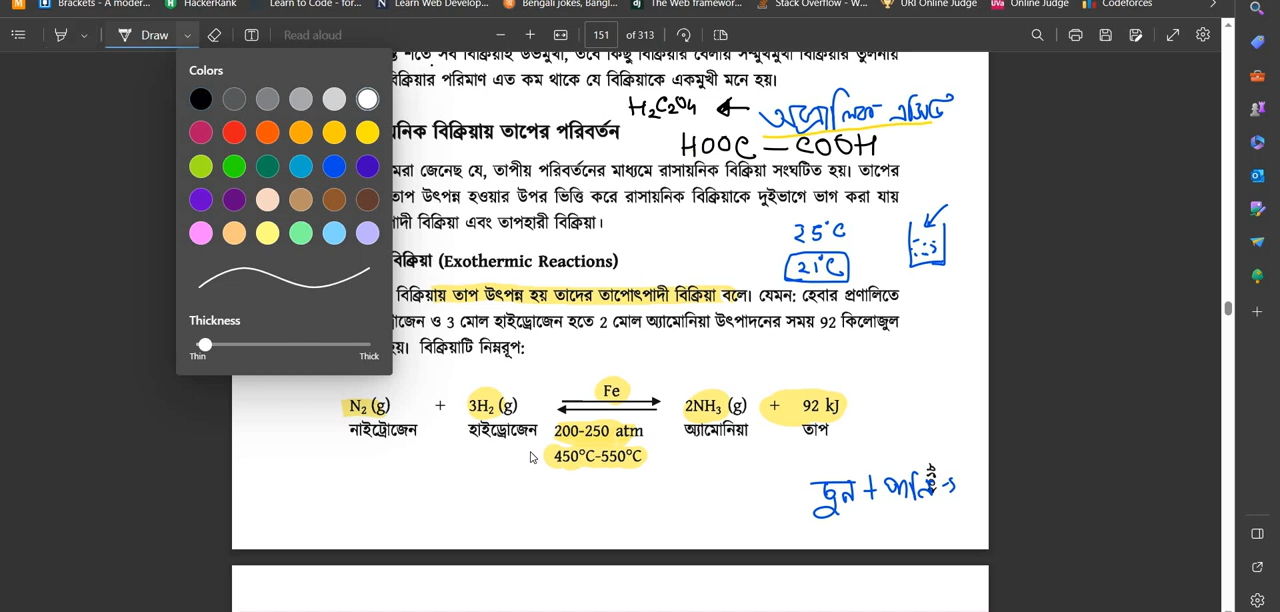 Brackets - A moder...
HackerRank
Learn to Code - for...
Learn Web Develop...
Bengali Jokes, Bangl...
The Web framewor...
Stack Overflow - W...
URI Online Judge
Online Judge
Codeforces
Draw
Read aloud
151 of 313
Colors
Thickness
Thin
Thick
বিক্রিয়ার পরিমাণ এত কম থাকে যে বিক্রিয়াকে একমুখী মনে হয়।
H₂C₂O₄
নিক বিক্রিয়ায় তাপের পরিবর্তন
HOOC — COOH
মরা জেনেছ যে, তাপীয় পরিবর্তনের মাধ্যমে রাসায়নিক বিক্রিয়া সংঘটিত হয়। তাপের
তাপ উৎপন্ন হওয়ার উপর ভিত্তি করে রাসায়নিক বিক্রিয়াকে দুইভাগে ভাগ করা যায়
পাদী বিক্রিয়া এবং তাপহারী বিক্রিয়া।
25°C
21°C
বিক্রিয়া (Exothermic Reactions)
বিক্রিয়ায় তাপ উৎপন্ন হয় তাদের তাপোৎপাদী বিক্রিয়া বলে। যেমন: হেবার প্রণালিতে
ট্রোজেন ও 3 মোল হাইড্রোজেন হতে 2 মোল অ্যামোনিয়া উৎপাদনের সময় 92 কিলোজুল
হয়। বিক্রিয়াটি নিম্নরূপ:
Fe
N₂ (g) + 3H₂ (g) 2NH₃ (g) + 92 kJ
নাইট্রোজেন হাইড্রোজেন 200-250 atm অ্যামোনিয়া তাপ
450°C-550°C
চুন + পানি →